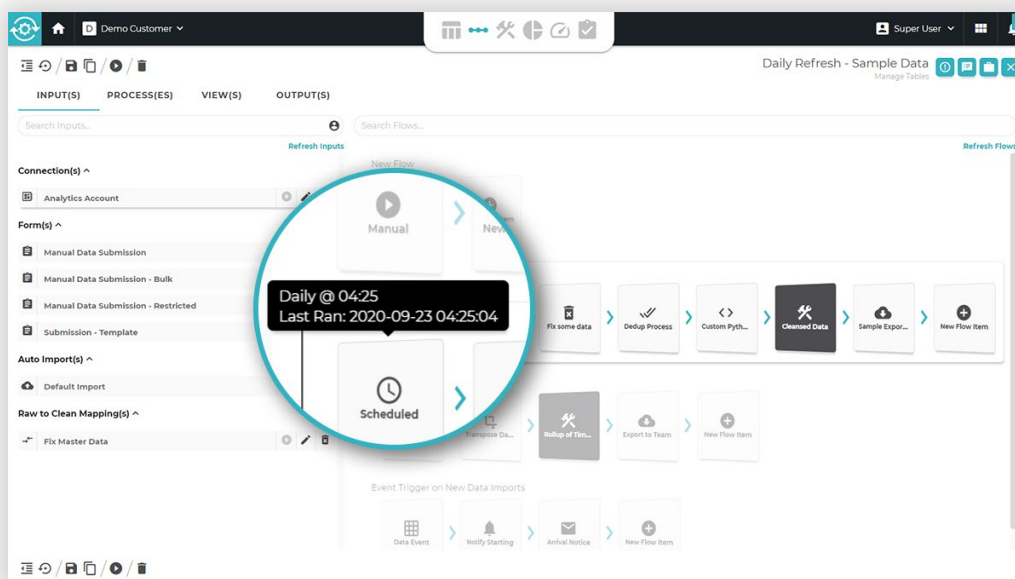 D Demo Customer
Super User
Daily Refresh - Sample Data
Manage Tables
INPUT(S) PROCESS(ES) VIEW(S) OUTPUT(S)
Search Inputs...
Search Flows...
Refresh Inputs
Refresh Flows
Connection(s)
Analytics Account
Form(s)
Manual Data Submission
Manual Data Submission - Bulk
Manual Data Submission - Restricted
Submission - Template
Auto Import(s)
Default Import
Raw to Clean Mapping(s)
Fix Master Data
New Flow
Manual
New
Daily @ 04:25
Last Ran: 2020-09-23 04:25:04
Scheduled
Fix some data
Dedup Process
Custom Pyth...
Cleansed Data
Sample Expor...
New Flow Item
Transpose Da...
Rollup of Tim...
Export to Team
New Flow Item
Event Trigger on New Data Imports
Data Event
Notify Starting
Arrival Notice
New Flow Item